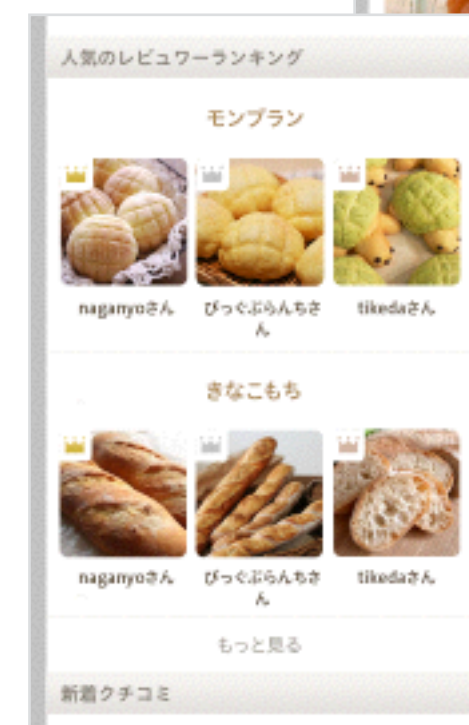 人気のレビュワーランキング
モンブラン
naganyoさん
びっぐぶらんちさ
ん
tikedaさん
きなこもち
naganyoさん
びっぐぶらんちさ
ん
tikedaさん
もっと見る
新着クチコミ